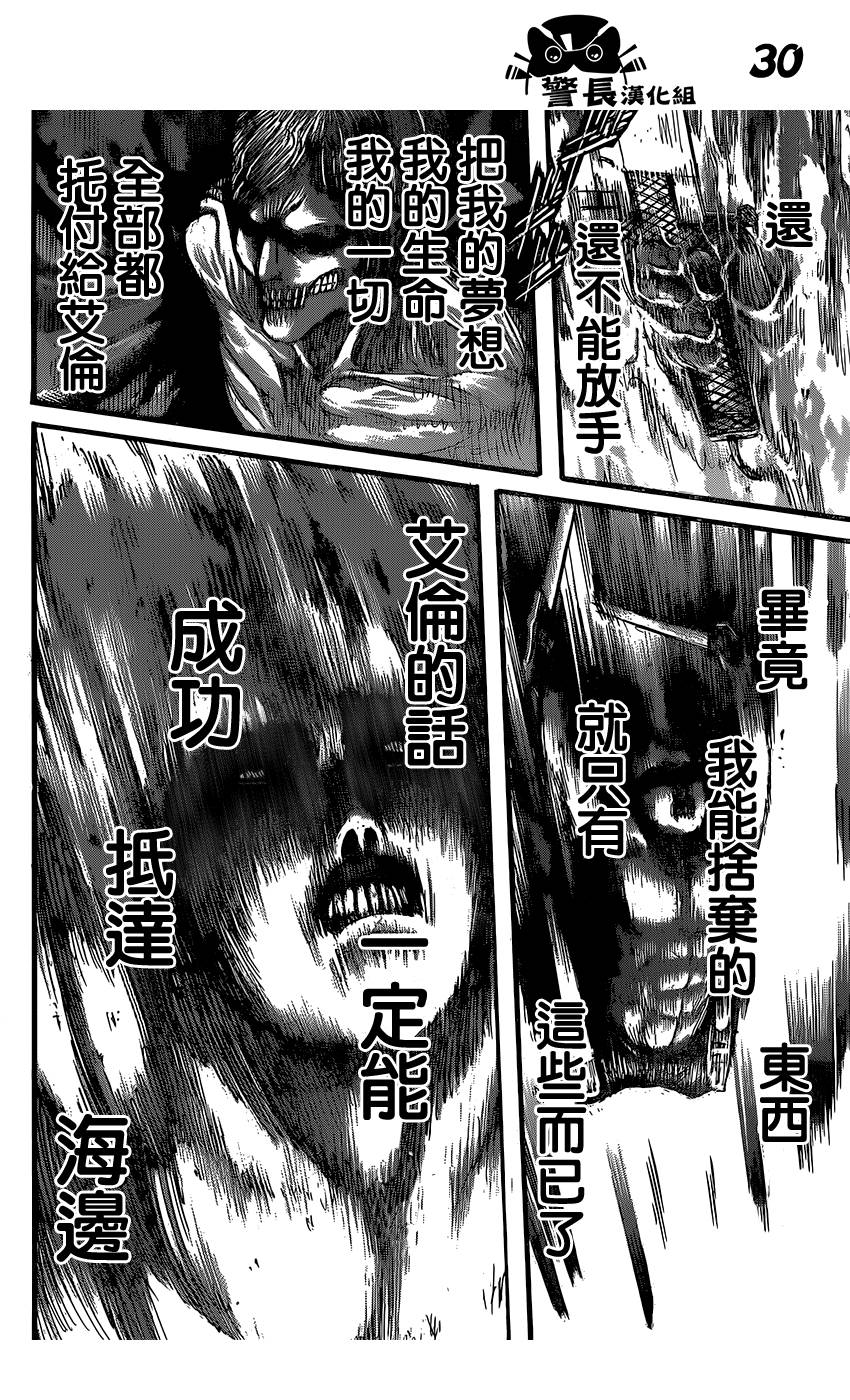 30
警長漢化組
還
還不能放手
把我的夢想
我的生命
我的一切
全部都
托付給艾倫
畢竟
我能捨棄的
東西
就只有
這些而已了
艾倫的話
一定能
成功
抵達
海邊